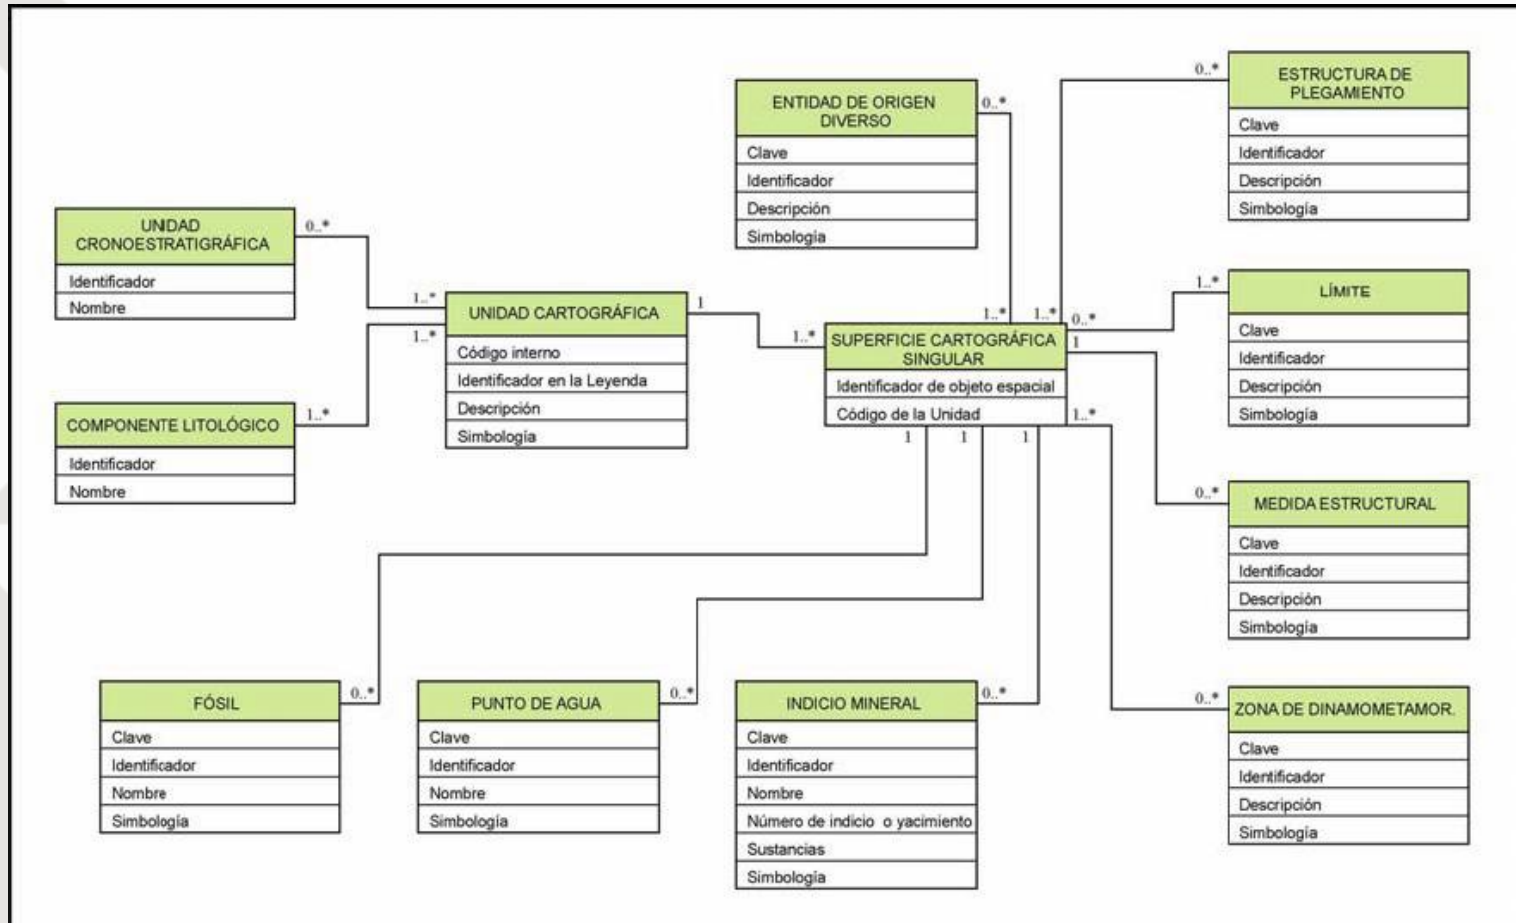 ENTIDAD DE ORIGEN
DIVERSO
Clave
Identificador
Descripción
Simbología
0..*
1..*
ESTRUCTURA DE
PLEGAMIENTO
Clave
Identificador
Descripción
Simbología
0..*
1..*
UNIDAD
CRONOESTRATIGRÁFICA
Identificador
Nombre
0..*
1..*
COMPONENTE LITOLÓGICO
Identificador
Nombre
1..*
1..*
UNIDAD CARTOGRÁFICA
Código interno
Identificador en la Leyenda
Descripción
Simbología
1
1..*
SUPERFICIE CARTOGRÁFICA
SINGULAR
Identificador de objeto espacial
Código de la Unidad
LÍMITE
Clave
Identificador
Descripción
Simbología
1..*
0..*
MEDIDA ESTRUCTURAL
Clave
Identificador
Descripción
Simbología
0..*
1
ZONA DE DINAMOMETAMOR.
Clave
Identificador
Descripción
Simbología
0..*
1..*
FÓSIL
Clave
Identificador
Nombre
Simbología
0..*
1
PUNTO DE AGUA
Clave
Identificador
Nombre
Simbología
0..*
1
INDICIO MINERAL
Clave
Identificador
Nombre
Número de indicio o yacimiento
Sustancias
Simbología
0..*
1